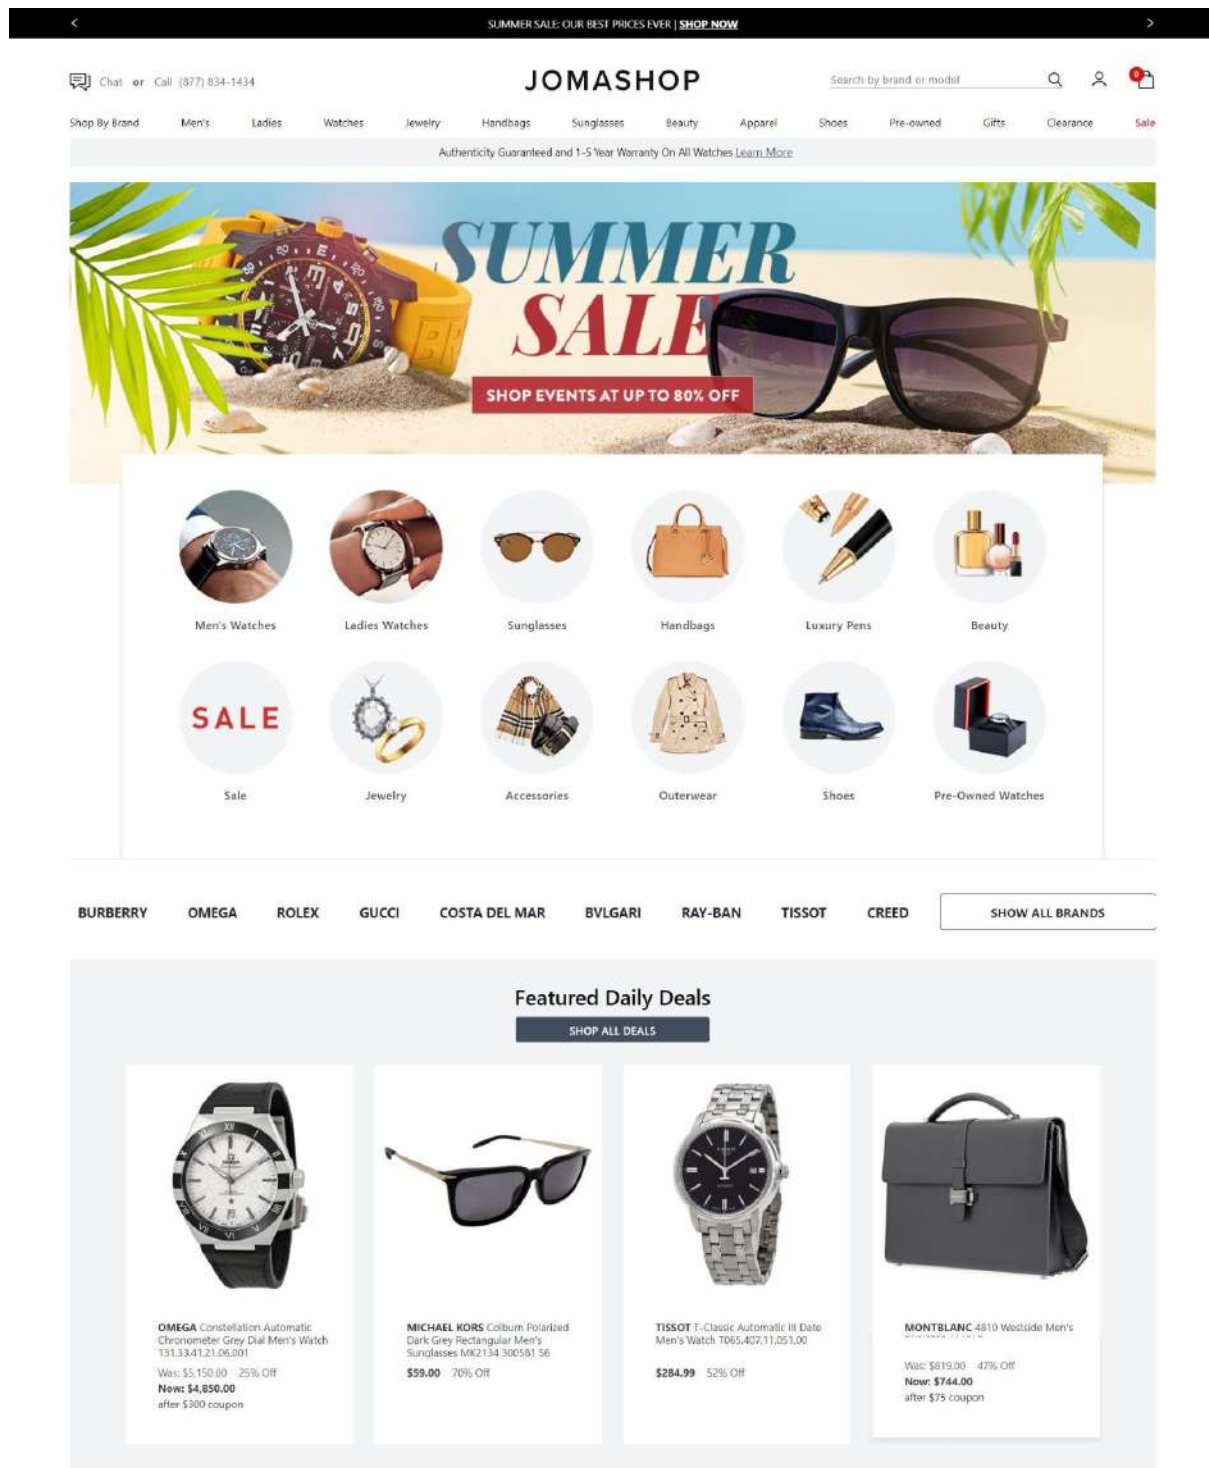 SUMMER SALE: OUR BEST PRICES EVER | SHOP NOW
Chat or Call (877) 834-1434
JOMASHOP
Search by brand or model
0
Shop By Brand Men's Ladies Watches Jewelry Handbags Sunglasses Beauty Apparel Shoes Pre-owned Gifts Clearance Sale
Authenticity Guaranteed and 1-5 Year Warranty On All Watches Learn More
SUMMER
SALE
SHOP EVENTS AT UP TO 80% OFF
Men's Watches Ladies Watches Sunglasses Handbags Luxury Pens Beauty
SALE
Sale Jewelry Accessories Outerwear Shoes Pre-Owned Watches
BURBERRY OMEGA ROLEX GUCCI COSTA DEL MAR BVLGARI RAY-BAN TISSOT CREED SHOW ALL BRANDS
Featured Daily Deals
SHOP ALL DEALS
OMEGA Constellation Automatic
Chronometer Grey Dial Men's Watch
131.33.41.21.06.001
Was: $5,150.00 25% Off
Now: $4,850.00
after $300 coupon
MICHAEL KORS Colburn Polarized
Dark Grey Rectangular Men's
Sunglasses MK2134 300581 56
$59.00 70% Off
TISSOT T-Classic Automatic III Date
Men's Watch T065.407.11.051.00
$284.99 52% Off
MONTBLANC 4810 Westside Men's
Was: $819.00 47% Off
Now: $744.00
after $75 coupon